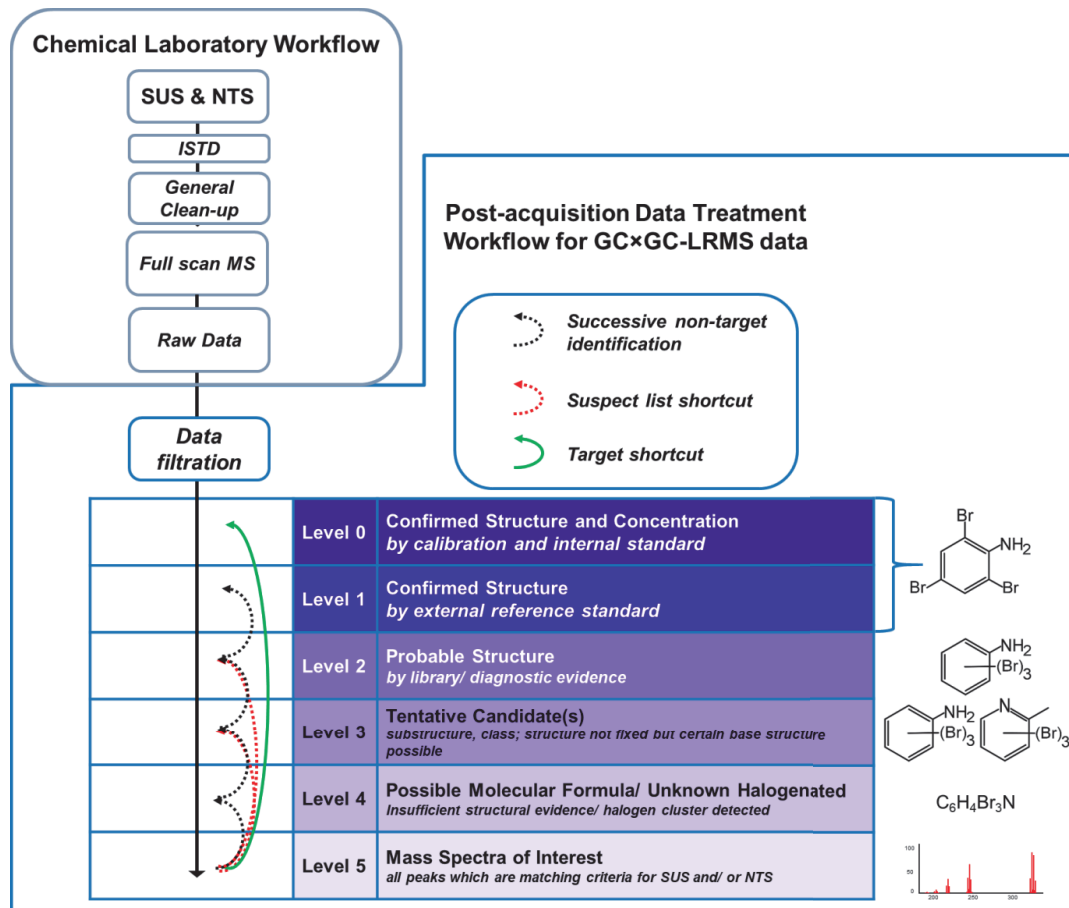 Chemical Laboratory Workflow
SUS & NTS
ISTD
General
Clean-up
Full scan MS
Raw Data
Post-acquisition Data Treatment
Workflow for GC×GC-LRMS data
Successive non-target
identification
Suspect list shortcut
Target shortcut
Data
filtration
Level 0
Confirmed Structure and Concentration
by calibration and internal standard
Level 1
Confirmed Structure
by external reference standard
Br
NH2
Br
Br
Level 2
Probable Structure
by library/ diagnostic evidence
NH2
(Br)3
Level 3
Tentative Candidate(s)
substructure, class; structure not fixed but certain base structure
possible
NH2
(Br)3
N
(Br)3
Level 4
Possible Molecular Formula/ Unknown Halogenated
Insufficient structural evidence/ halogen cluster detected
C6H4Br3N
Level 5
Mass Spectra of Interest
all peaks which are matching criteria for SUS and/ or NTS
100
50
0
200
250
300